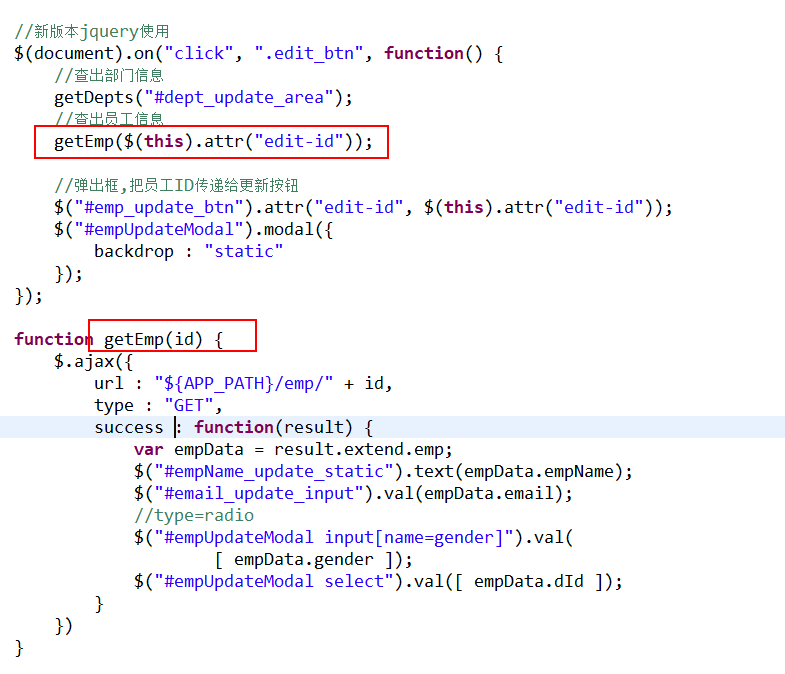 //新版本jquery使用
$(document).on("click", ".edit_btn", function() {
//查出部门信息
getDepts("#dept_update_area");
//查出员工信息
getEmp($(this).attr("edit-id"));
//弹出框,把员工ID传递给更新按钮
$("#emp_update_btn").attr("edit-id", $(this).attr("edit-id"));
$("#empUpdateModal").modal({
backdrop : "static"
});
});
function getEmp(id) {
$.ajax({
url : "${APP_PATH}/emp/" + id,
type : "GET",
success : function(result) {
var empData = result.extend.emp;
$("#empName_update_static").text(empData.empName);
$("#email_update_input").val(empData.email);
//type=radio
$("#empUpdateModal input[name=gender]").val(
[ empData.gender ]);
$("#empUpdateModal select").val([ empData.dId ]);
}
})
}